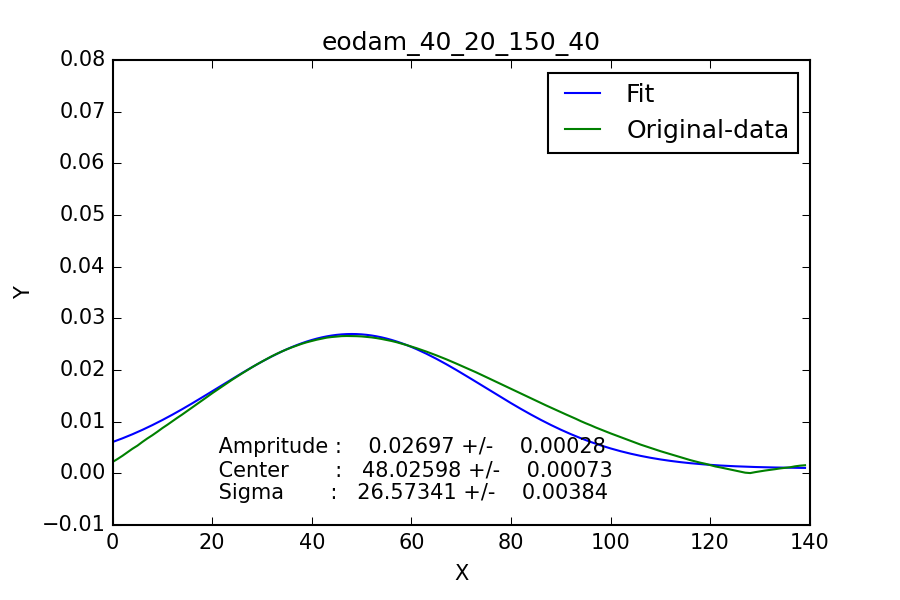 eodam_40_20_150_40
0.08
0.07
0.06
0.05
0.04
0.03
0.02
0.01
0.00
−0.01
Y
Fit
Original-data
Ampritude : 0.02697 +/- 0.00028
Center : 48.02598 +/- 0.00073
Sigma : 26.57341 +/- 0.00384
0 20 40 60 80 100 120 140
X